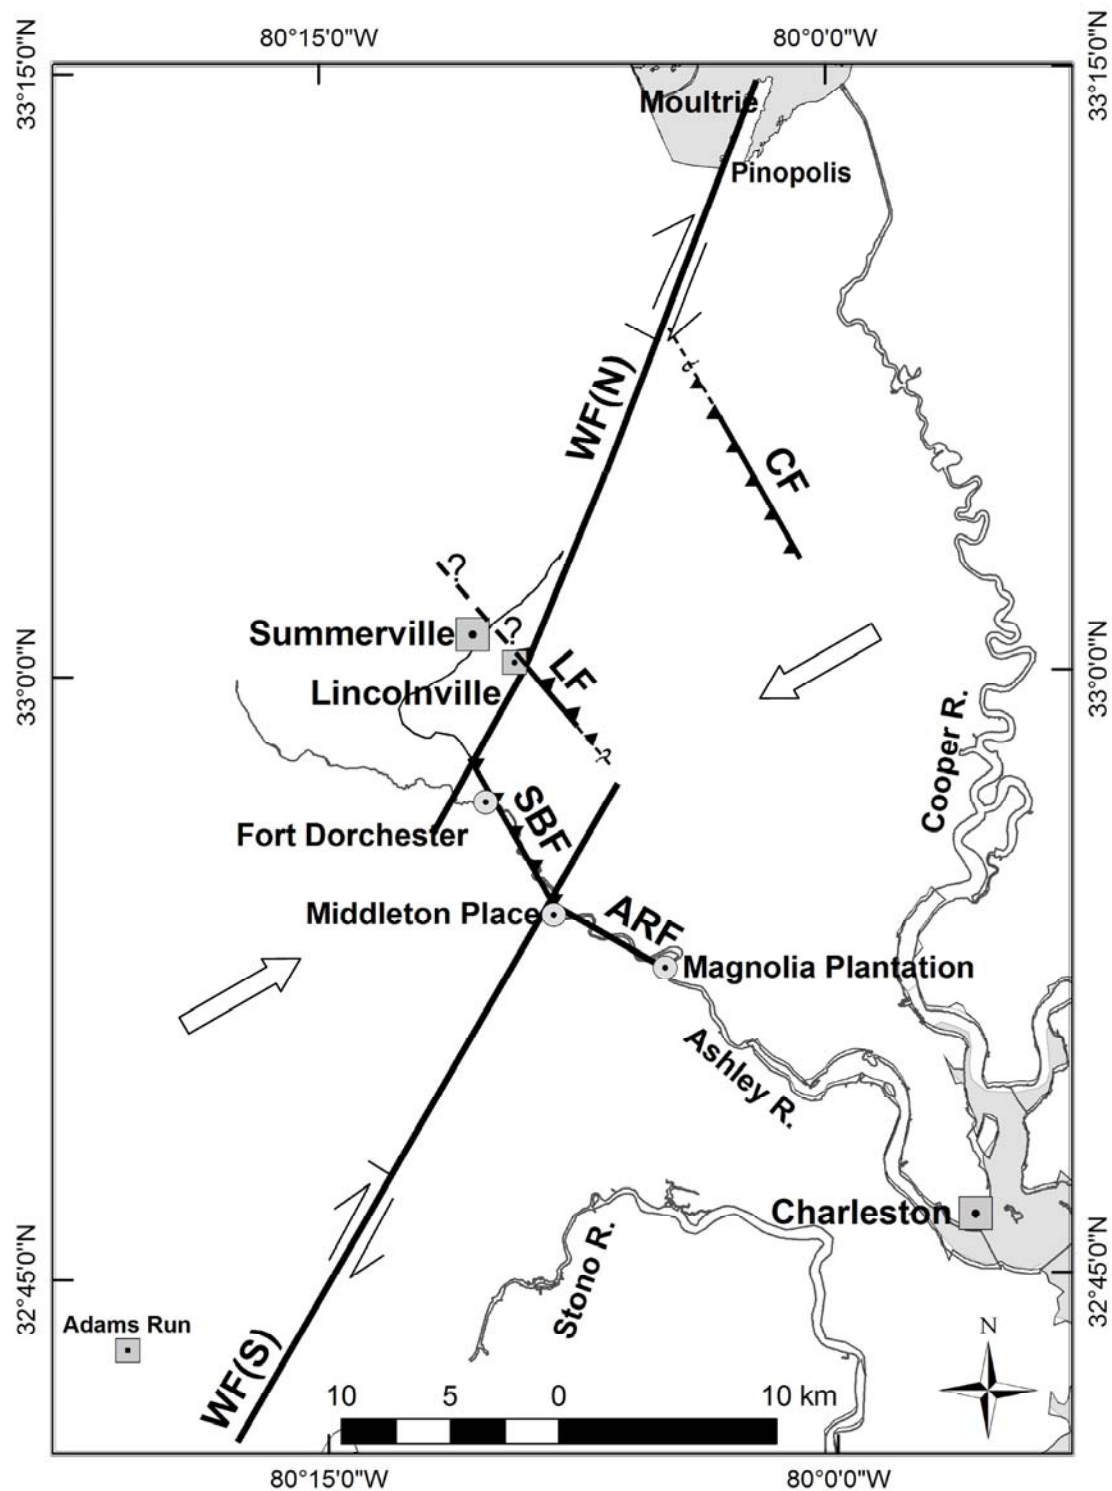 80°15'0"W
80°0'0"W
33°15'0"N
33°15'0"N
Moultrie
Pinopolis
WF(N)
CF
?
?
Summerville
?
Lincolnville
LF
?
33°0'0"N
33°0'0"N
Cooper R.
SBF
Fort Dorchester
Middleton Place
ARF
Magnolia Plantation
Ashley R.
Charleston
Stono R.
32°45'0"N
32°45'0"N
Adams Run
WF(S)
N
10 5 0 10 km
80°15'0"W
80°0'0"W